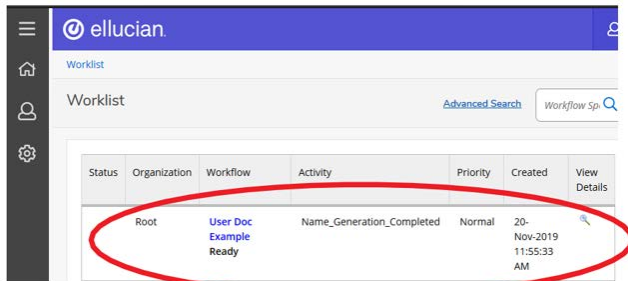 ellucian.
Worklist
Worklist
Advanced Search
Workflow Sp
Status Organization Workflow Activity Priority Created View
Details
Root User Doc Name_Generation_Completed Normal 20-
Example Nov-2019
Ready 11:55:33
AM